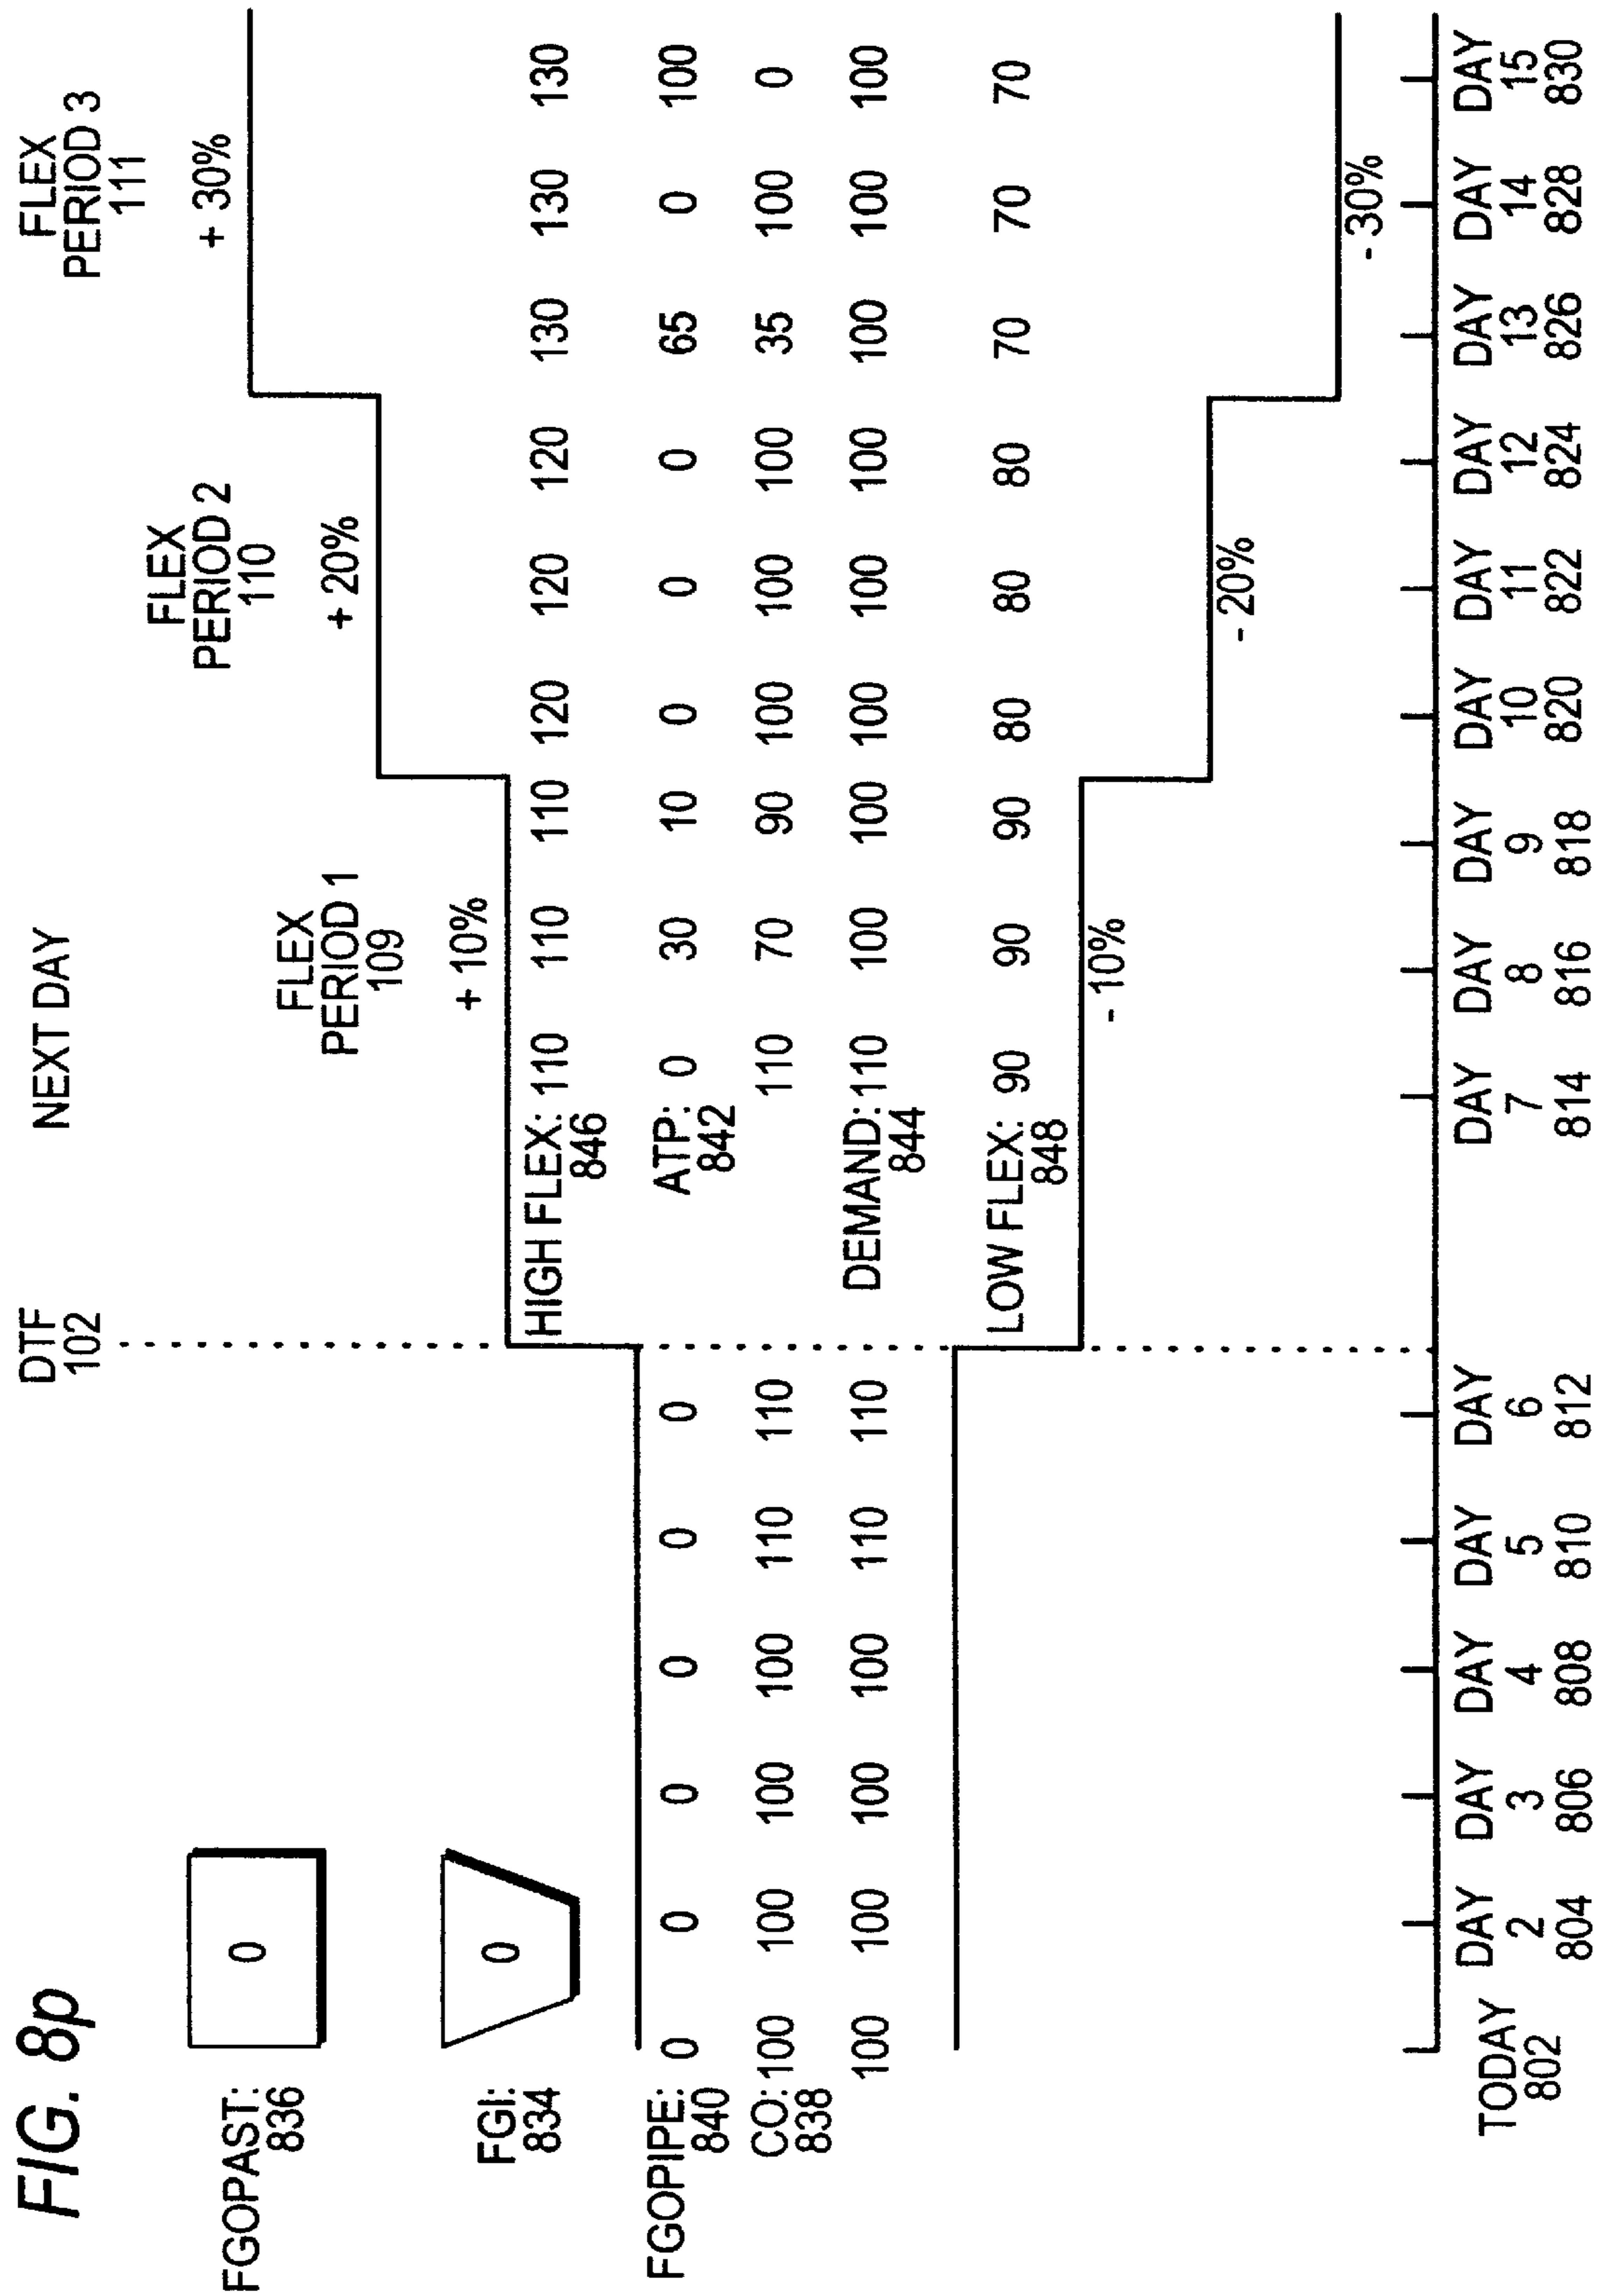 FIG. 8p
NEXT DAY
DTF
102
FLEX
PERIOD 1
109
+ 10%
FLEX
PERIOD 2
110
+ 20%
FLEX
PERIOD 3
111
+ 30%
FGOPAST:
836
0
FGI:
834
0
HIGH FLEX: 110 110 110 120 120 120 130 130 130
846
FGOPIPE: 0 0 0 0 0 0
840
ATP: 0 30 10 0 0 0 65 0 100
842
CO: 100 100 100 100 110 110 110 70 90 100 100 100 35 100 0
838
100 100 100 100 110 110
DEMAND: 110 100 100 100 100 100 100 100 100
844
LOW FLEX: 90 90 90 80 80 80 70 70 70
848
- 10%
- 20%
- 30%
TODAY
802
DAY
2
804
DAY
3
806
DAY
4
808
DAY
5
810
DAY
6
812
DAY
7
814
DAY
8
816
DAY
9
818
DAY
10
820
DAY
11
822
DAY
12
824
DAY
13
826
DAY
14
828
DAY
15
830